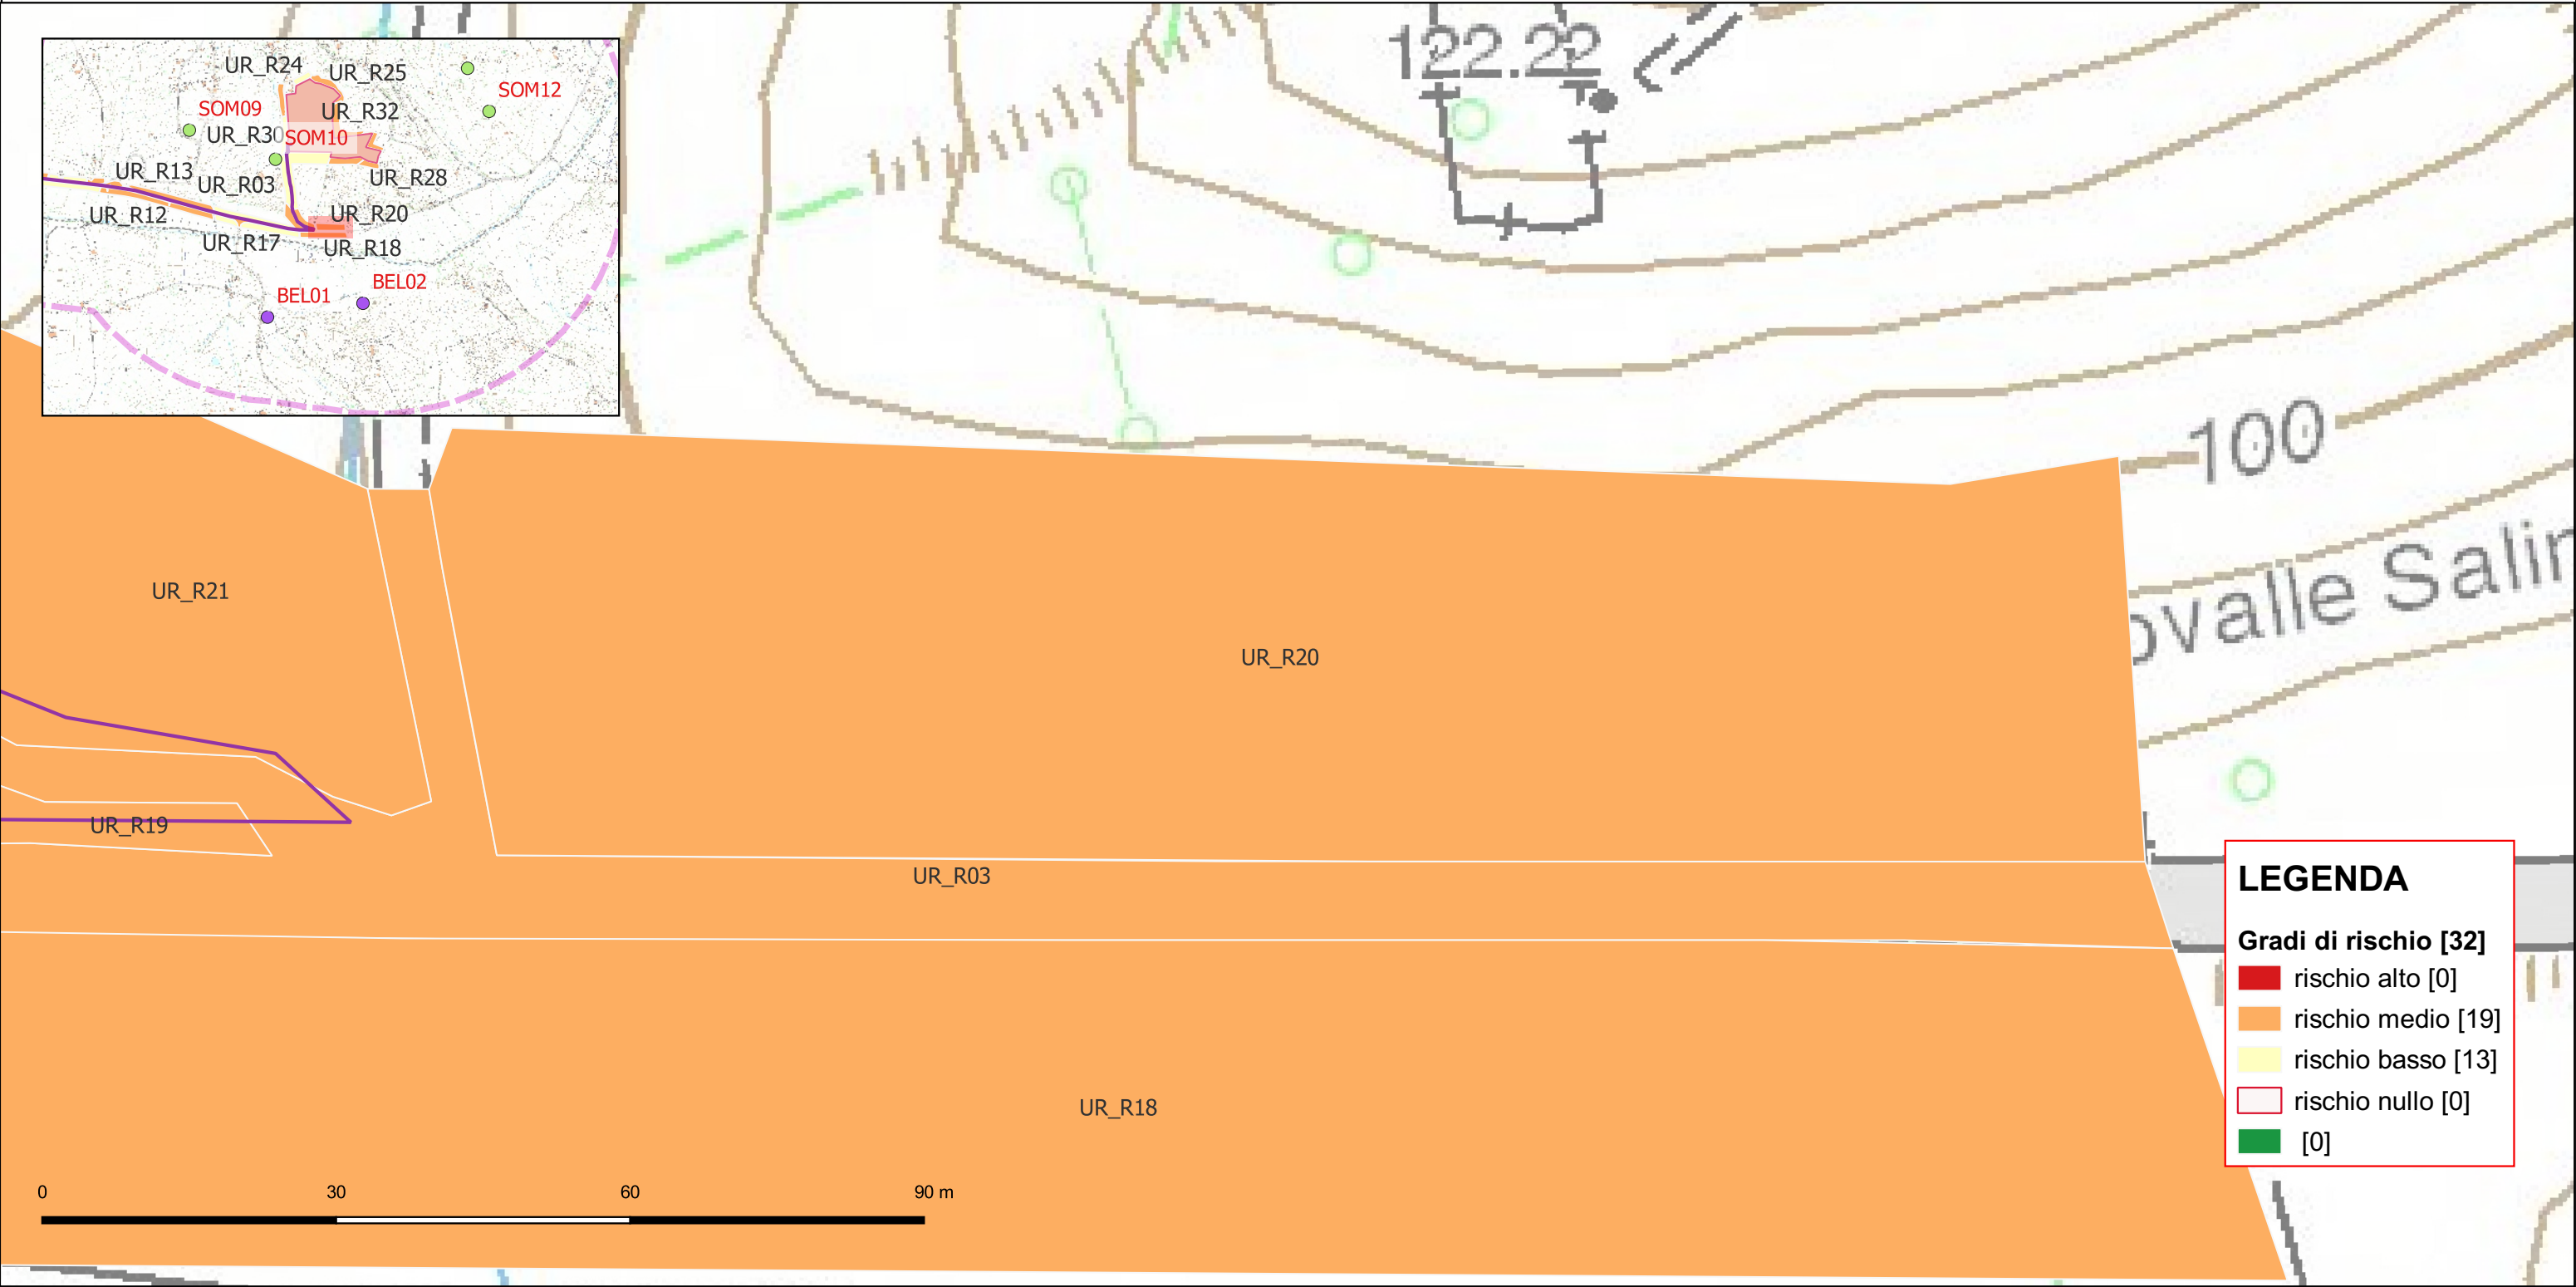 122.22
UR_R24
UR_R25
SOM12
SOM09
UR_R32
UR_R30
SOM10
UR_R13
UR_R03
UR_R28
UR_R12
UR_R20
UR_R17
UR_R18
BEL02
BEL01
100
ovalle Salin
UR_R21
UR_R20
UR_R19
UR_R03
UR_R18
LEGENDA
Gradi di rischio [32]
rischio alto [0]
rischio medio [19]
rischio basso [13]
rischio nullo [0]
[0]
0 30 60 90 m